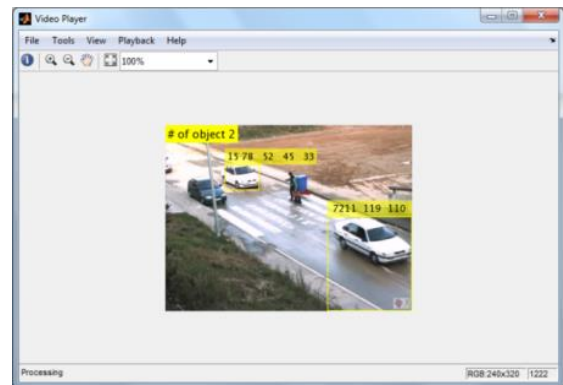 Video Player
File Tools View Playback Help
100%
# of object 2
15 78 52 45 33
7211 119 110
Processing
RGB:240x320 1222